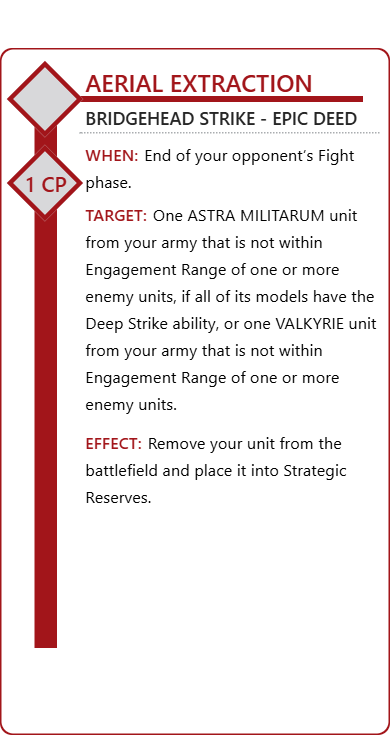 AERIAL EXTRACTION
BRIDGEHEAD STRIKE - EPIC DEED
WHEN: End of your opponent's Fight
phase.
1 CP
TARGET: One ASTRA MILITARUM unit
from your army that is not within
Engagement Range of one or more
enemy units, if all of its models have the
Deep Strike ability, or one VALKYRIE unit
from your army that is not within
Engagement Range of one or more
enemy units.
EFFECT: Remove your unit from the
battlefield and place it into Strategic
Reserves.